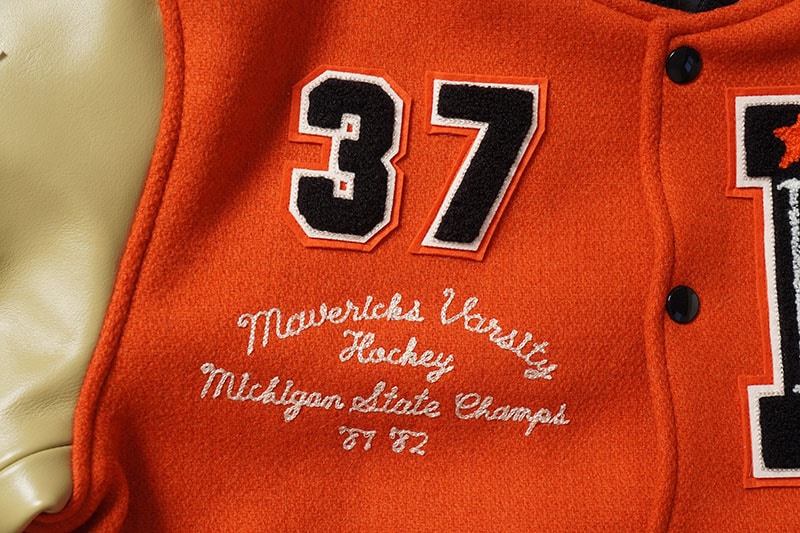 37
Mavericks Varsity
Hockey
Michigan State Champs
'81 '82